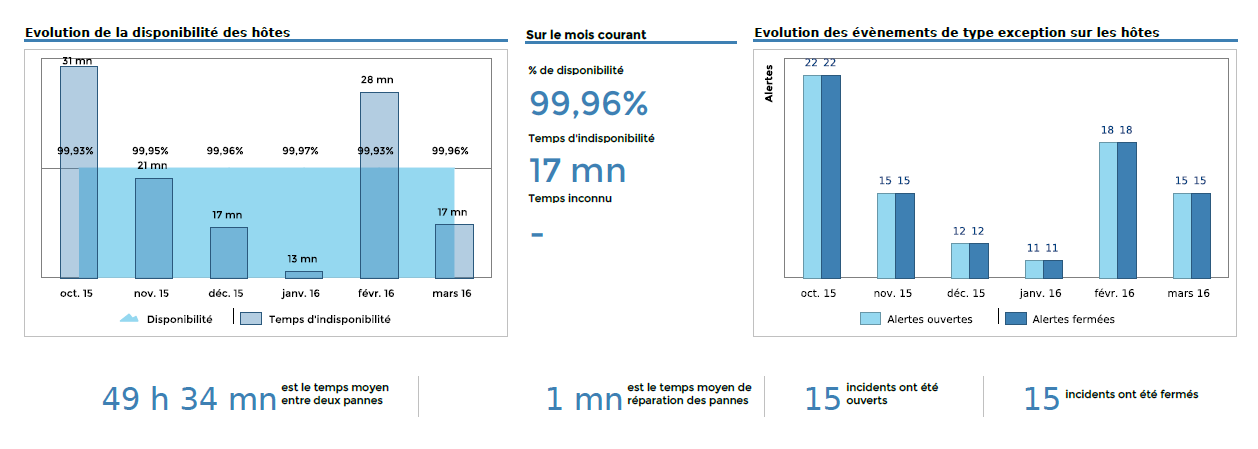 Evolution de la disponibilité des hôtes
31 mn
28 mn
99,93% 99,95% 99,96% 99,97% 99,93% 99,96%
21 mn
17 mn
17 mn
13 mn
oct. 15 nov. 15 déc. 15 janv. 16 févr. 16 mars 16
Disponibilité Temps d'indisponibilité
Sur le mois courant
% de disponibilité
99,96%
Temps d'indisponibilité
17 mn
Temps inconnu
-
Evolution des évènements de type exception sur les hôtes
Alertes
22 22
18 18
15 15
15 15
12 12
11 11
oct. 15 nov. 15 déc. 15 janv. 16 févr. 16 mars 16
Alertes ouvertes Alertes fermées
49 h 34 mn est le temps moyen
entre deux pannes
1 mn est le temps moyen de
réparation des pannes
15 incidents ont été
ouverts
15 incidents ont été fermés